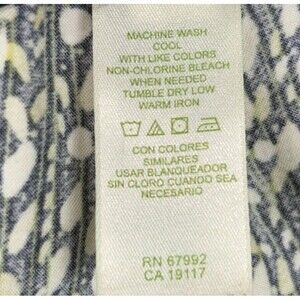 MACHINE WASH
COOL
WITH LIKE COLORS
NON-CHLORINE BLEACH
WHEN NEEDED
TUMBLE DRY LOW
WARM IRON
CON COLORES
SIMILARES
USAR BLANQUEADOR
SIN CLORO CUANDO SEA
NECESARIO
RN 67992
CA 19117